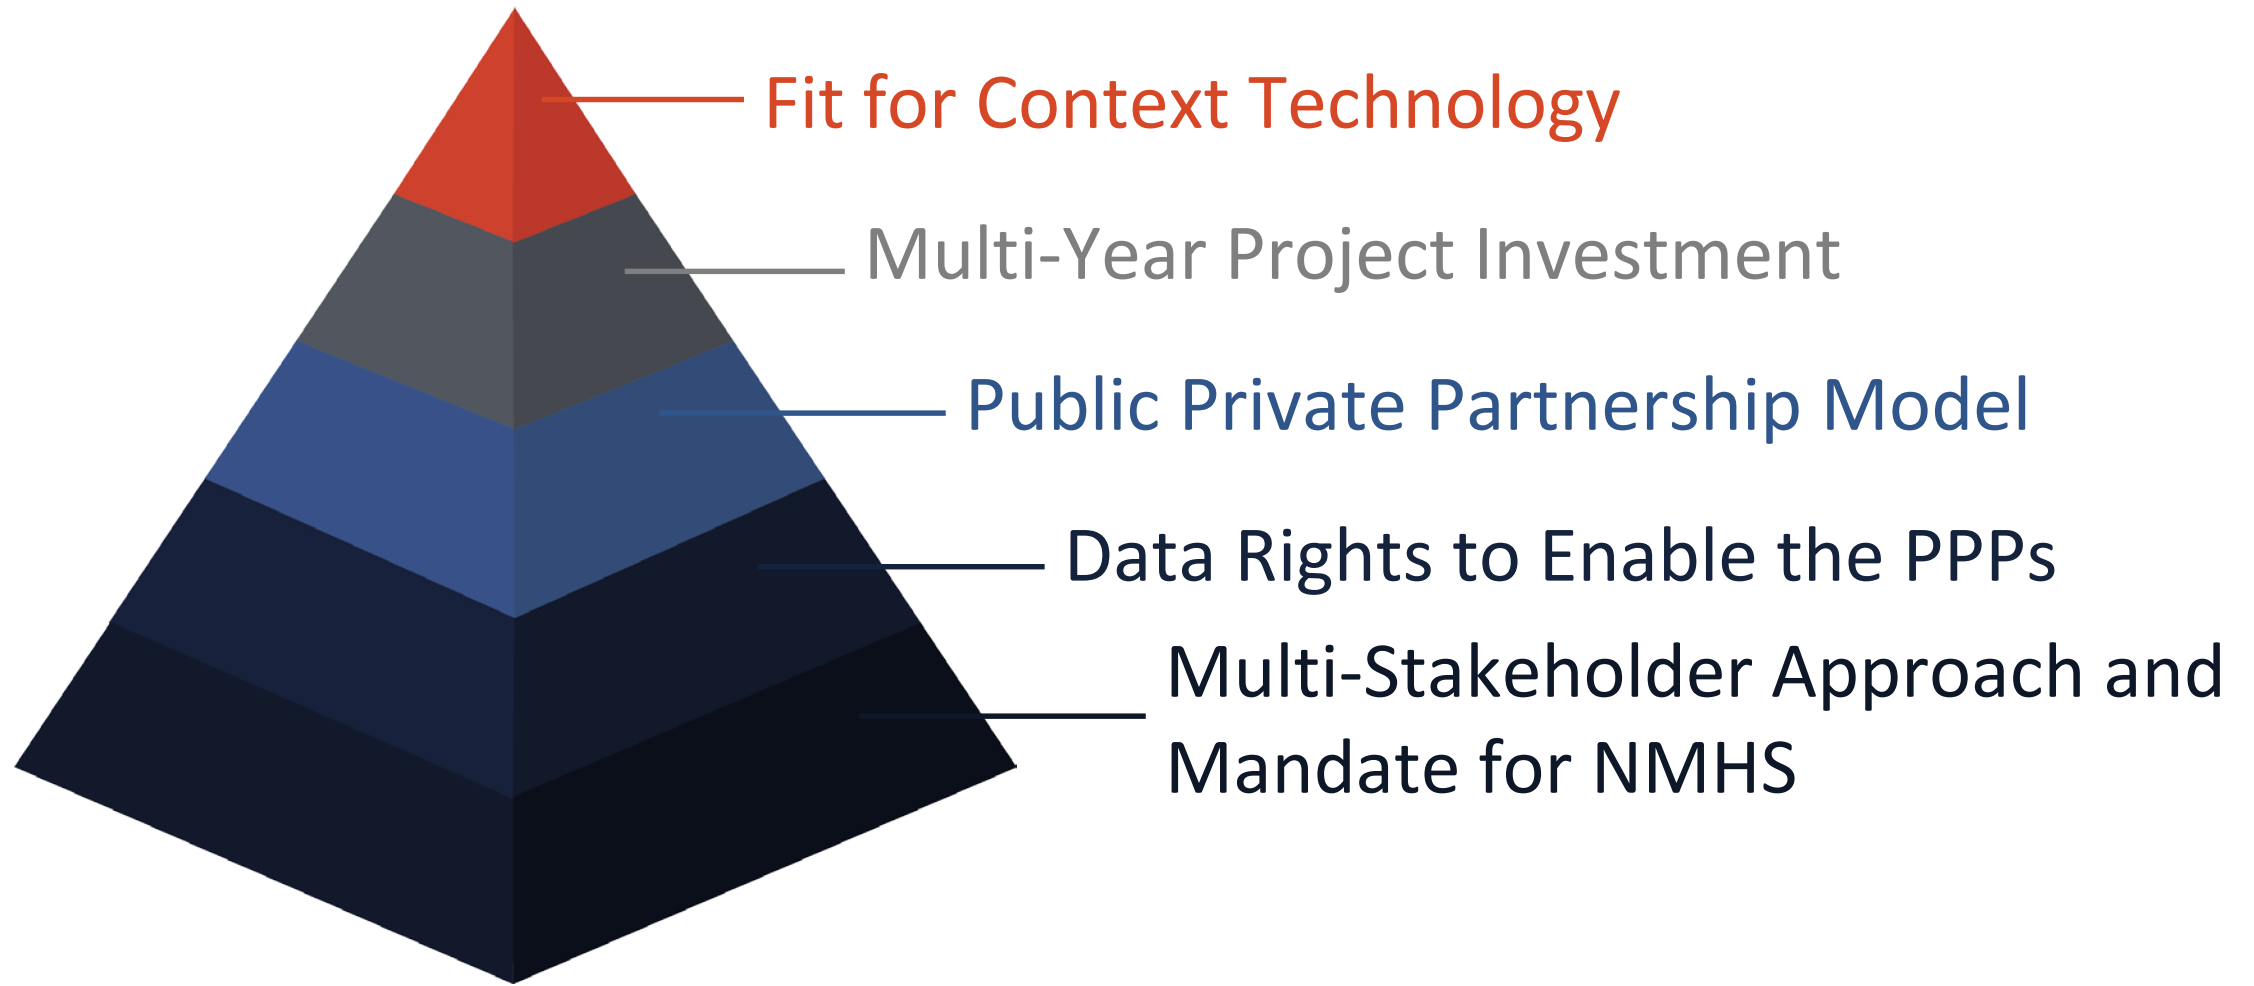 Fit for Context Technology
Multi-Year Project Investment
Public Private Partnership Model
Data Rights to Enable the PPPs
Multi-Stakeholder Approach and
Mandate for NMHS